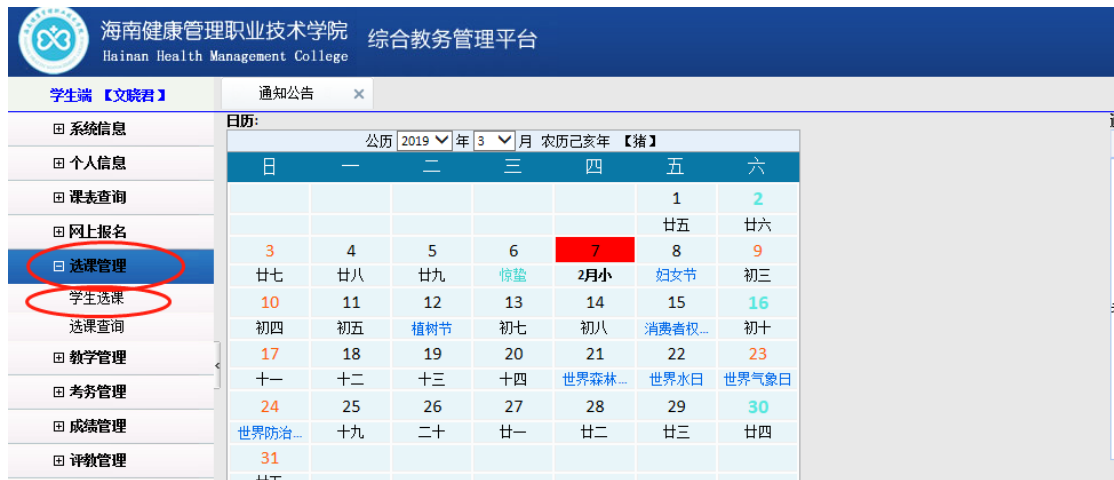 海南健康管理职业技术学院 综合教务管理平台
Hainan Health Management College
学生端 【文晓君】
通知公告 ×
系统信息
个人信息
课表查询
网上报名
选课管理
学生选课
选课查询
教学管理
考务管理
成绩管理
评教管理
日历:
公历 2019 年 3 月 农历己亥年 【猪】
日 一 二 三 四 五 六
1 2
廿五 廿六
3 4 5 6 7 8 9
廿七 廿八 廿九 惊蛰 2月小 妇女节 初三
10 11 12 13 14 15 16
初四 初五 植树节 初七 初八 消费者权... 初十
17 18 19 20 21 22 23
十一 十二 十三 十四 世界森林... 世界水日 世界气象日
24 25 26 27 28 29 30
世界防治... 十九 二十 廿一 廿二 廿三 廿四
31